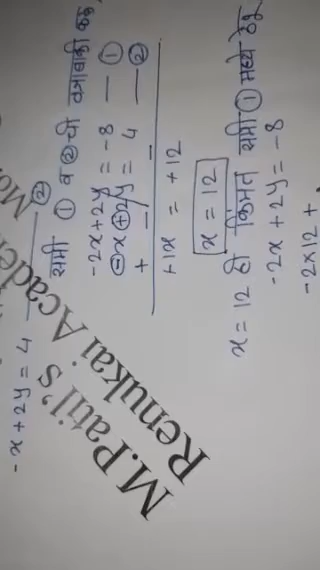 -x + 2y = 4 —— ②
समी ① व ② ची वजाबाकी करू,
-2x + 2y = -8 — ①
-x + 2y = 4 — ②
+ - -
+1x = +12
x = 12
x = 12 ही किंमत समी ① मध्ये ठेवू
-2x + 2y = -8
-2×12 +
M.Patil's
Renukai Academ